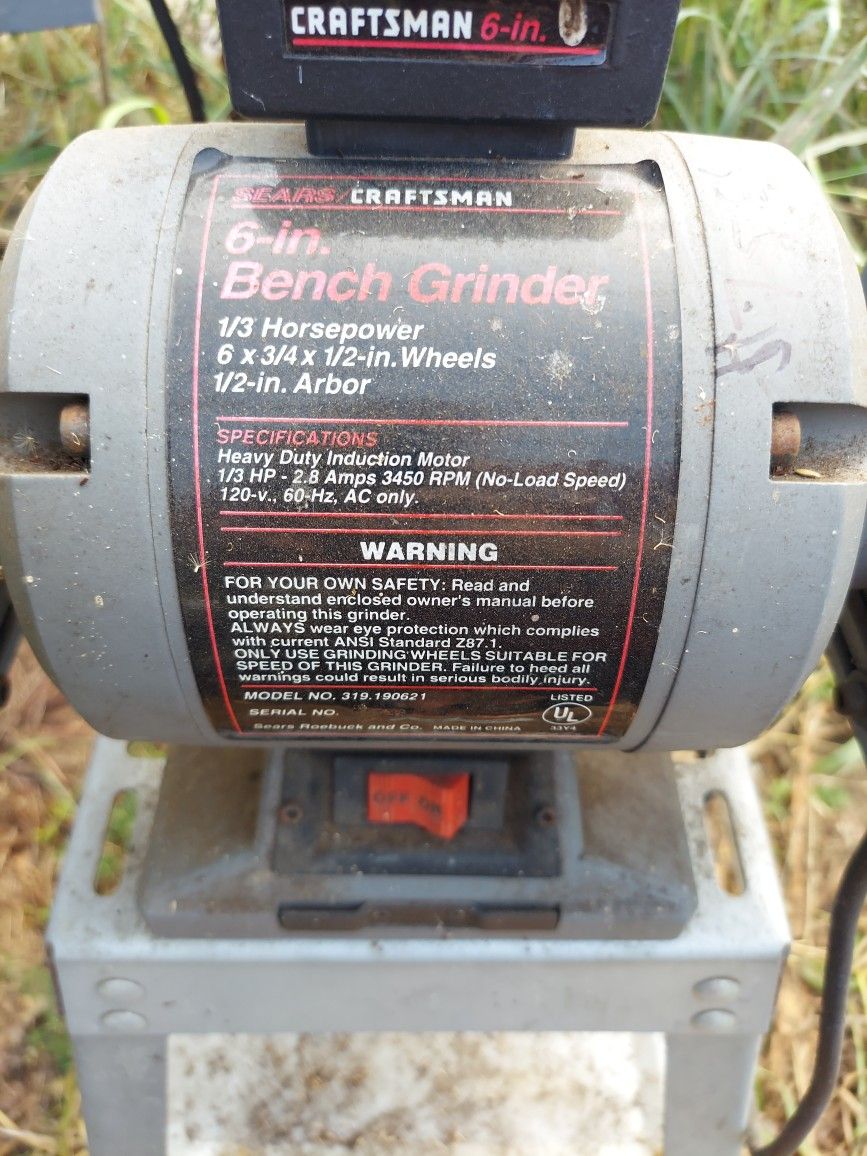 CRAFTSMAN 6-in.
SEARS/CRAFTSMAN
6-in.
Bench Grinder
1/3 Horsepower
6 x 3/4 x 1/2-in. Wheels
1/2-in. Arbor
SPECIFICATIONS
Heavy Duty Induction Motor
1/3 HP - 2.8 Amps 3450 RPM (No-Load Speed)
120-v., 60-Hz, AC only.
WARNING
FOR YOUR OWN SAFETY: Read and
understand enclosed owner's manual before
operating this grinder.
ALWAYS wear eye protection which complies
with current ANSI Standard Z87.1.
ONLY USE GRINDING WHEELS SUITABLE FOR
SPEED OF THIS GRINDER. Failure to heed all
warnings could result in serious bodily injury.
MODEL NO. 319.190621
LISTED
SERIAL NO.
UL
Sears Roebuck and Co. MADE IN CHINA
33Y4
OFF ON